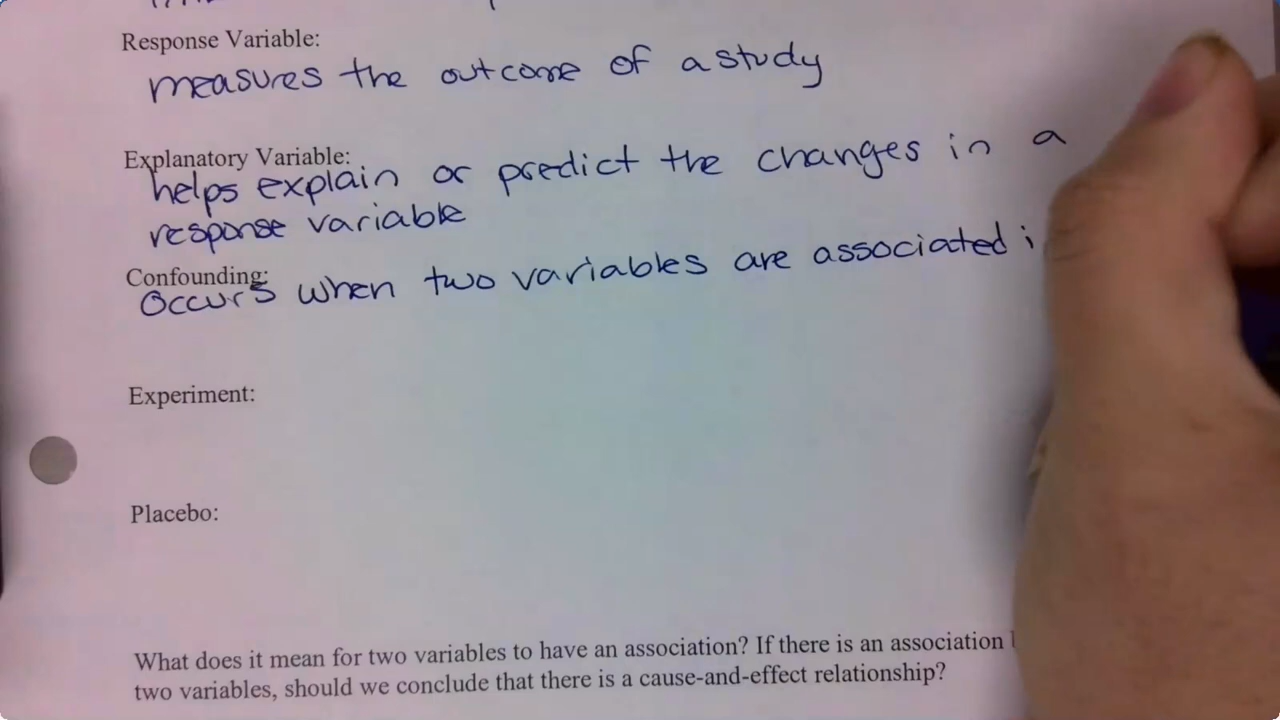 Response Variable:
measures the outcome of a study
Explanatory Variable:
helps explain or predict the changes in a
response variable
Confounding:
occurs when two variables are associated i
Experiment:
Placebo:
What does it mean for two variables to have an association? If there is an association
two variables, should we conclude that there is a cause-and-effect relationship?